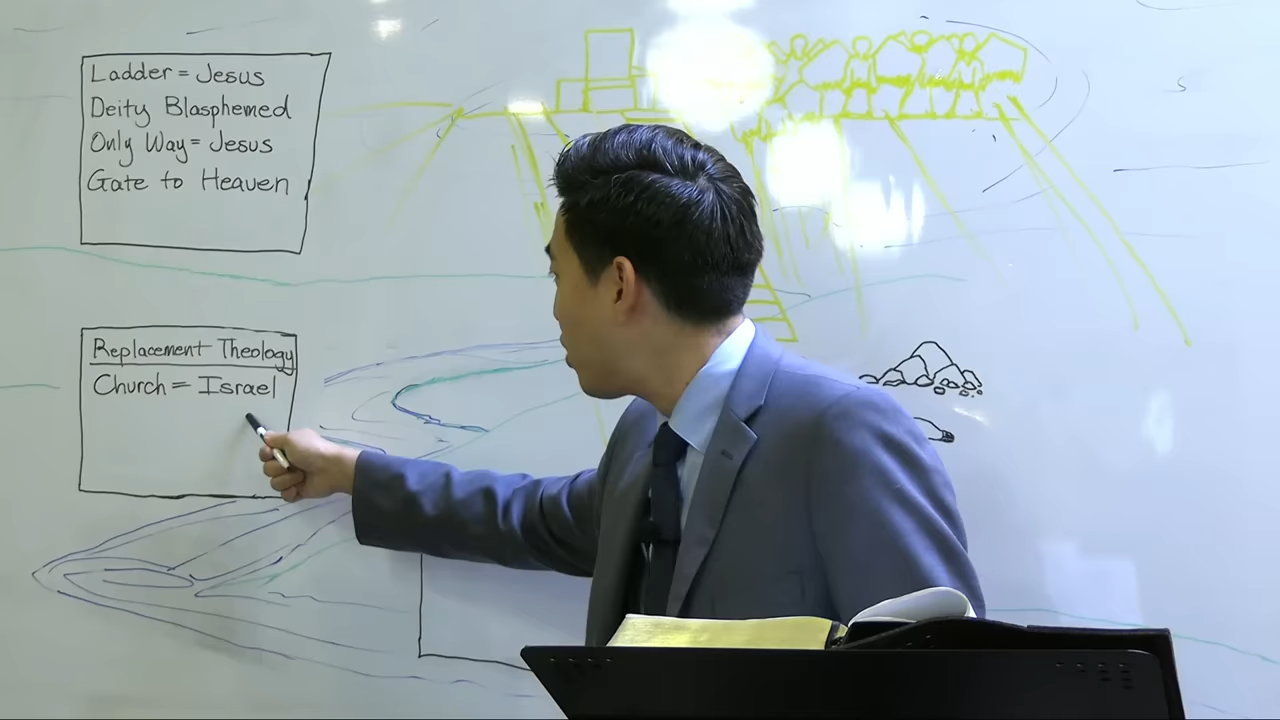 Ladder = Jesus
Deity Blasphemed
Only Way = Jesus
Gate to Heaven
Replacement Theology
Church = Israel